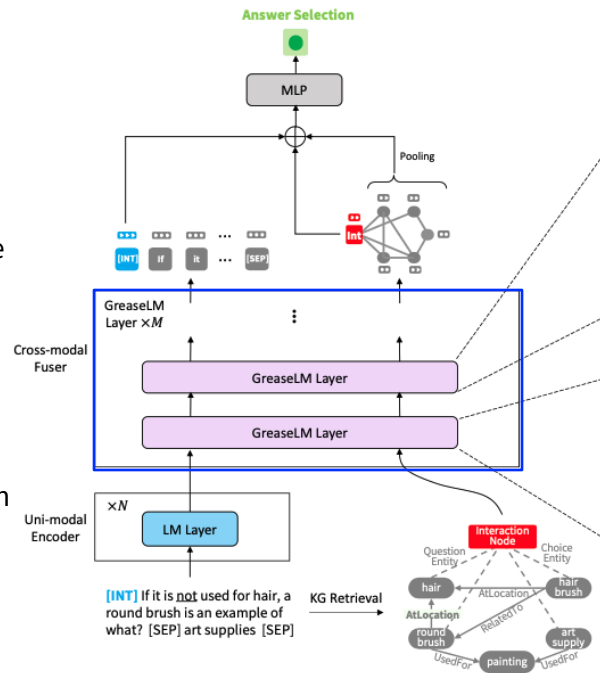 Answer Selection
MLP
Pooling
Int
[INT] If it ... [SEP]
e
GreaseLM
Layer ×M
⋮
Cross-modal
Fuser
GreaseLM Layer
GreaseLM Layer
×N
Uni-modal
Encoder
LM Layer
Interaction
Node
Question
Entity
Choice
Entity
hair
hair
brush
AtLocation
AtLocation
RelatedTo
round
brush
art
supply
UsedFor
UsedFor
painting
[INT] If it is not used for hair, a
round brush is an example of
what? [SEP] art supplies [SEP]
KG Retrieval